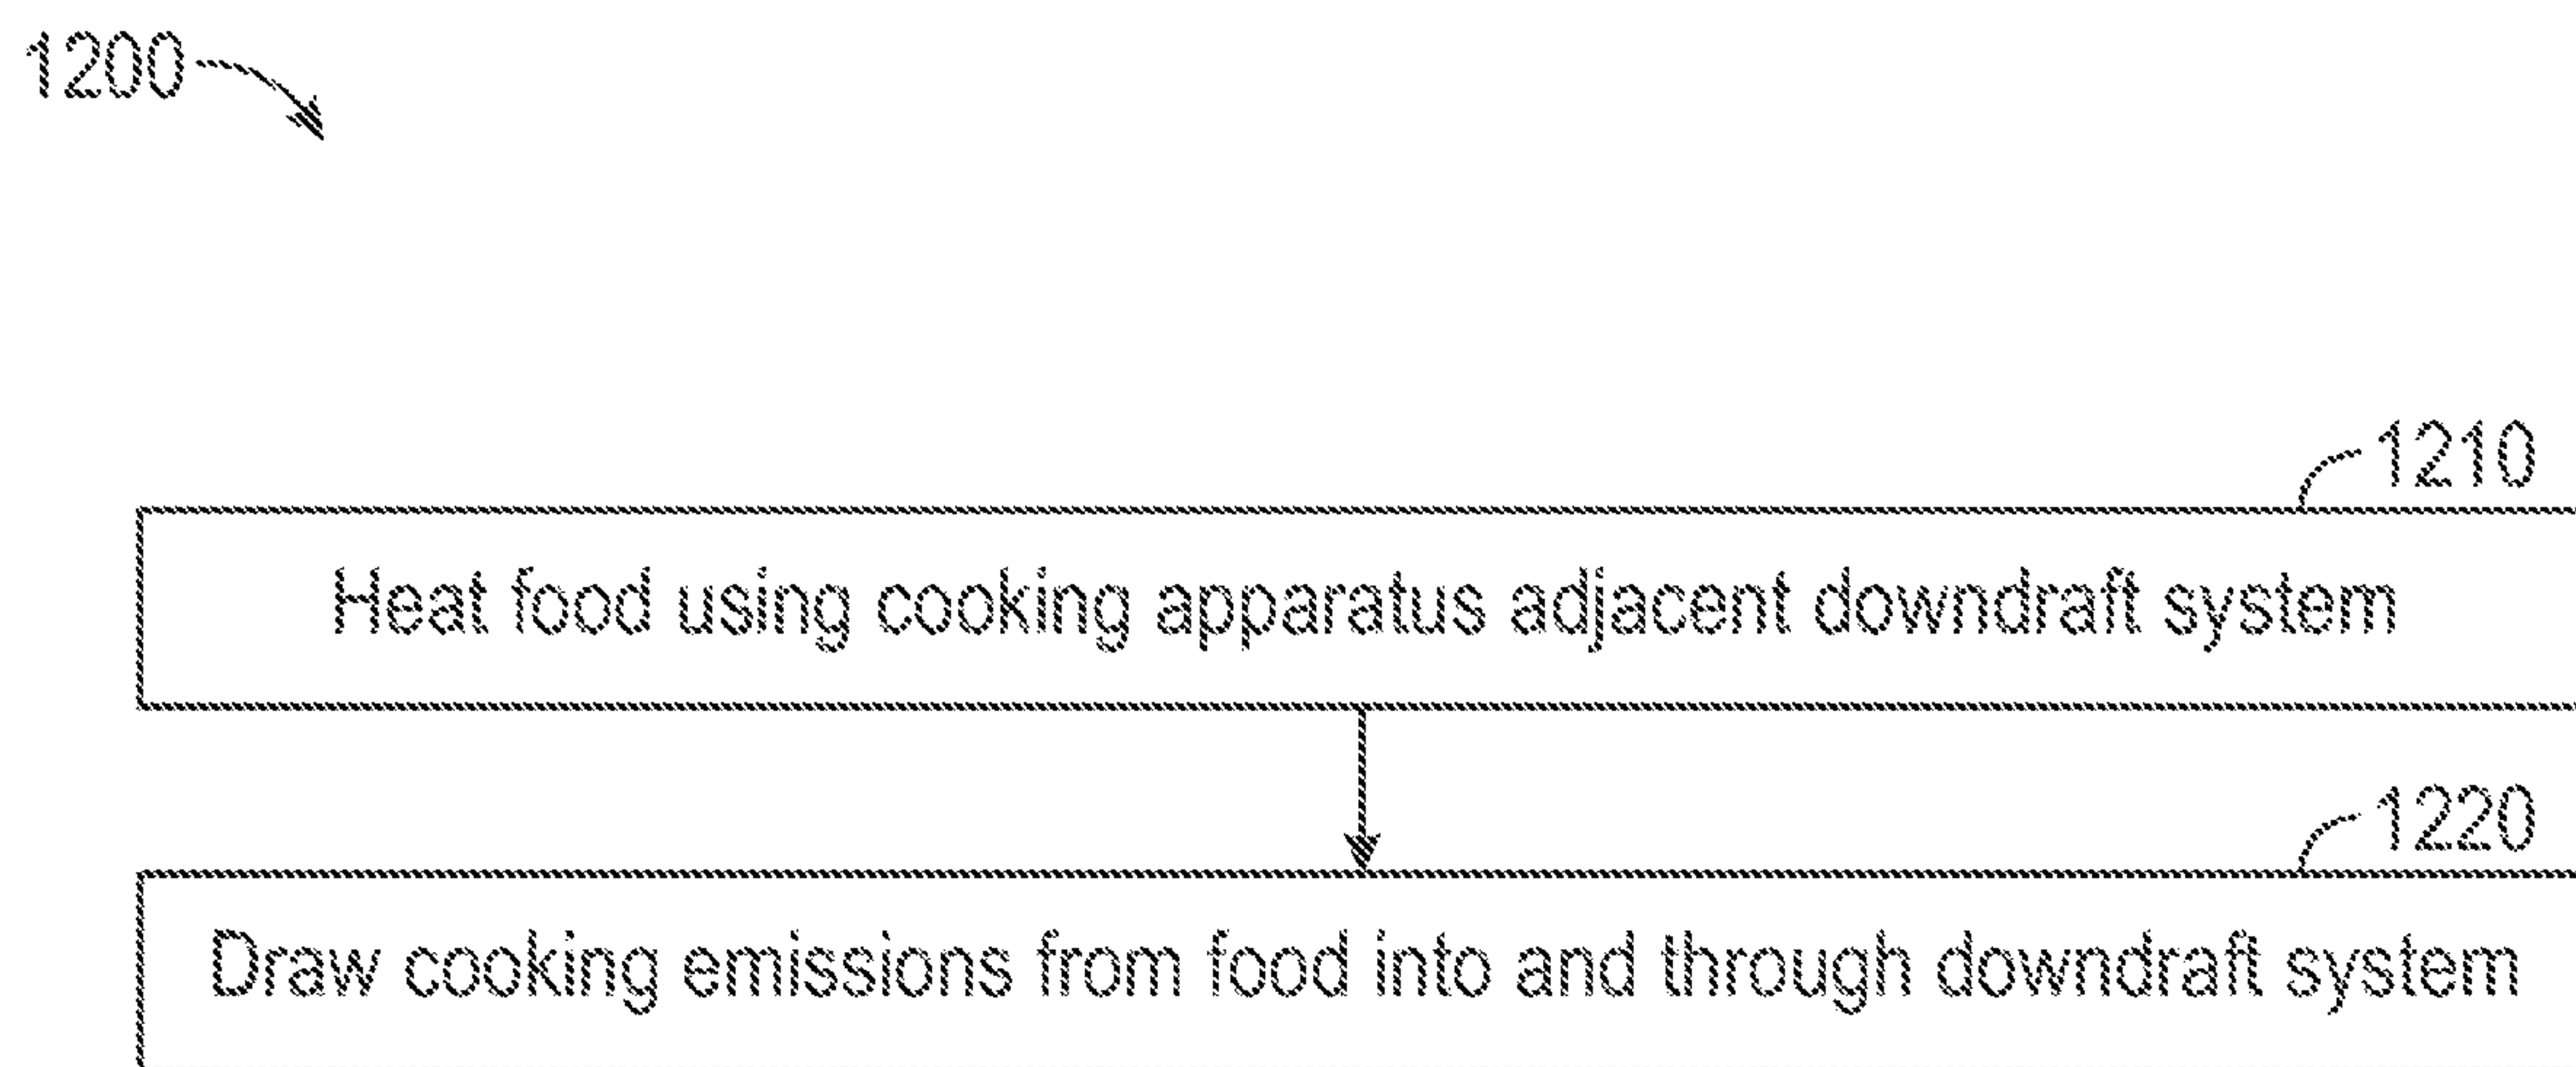 1200
1210
Heat food using cooking apparatus adjacent downdraft system
1220
Draw cooking emissions from food into and through downdraft system